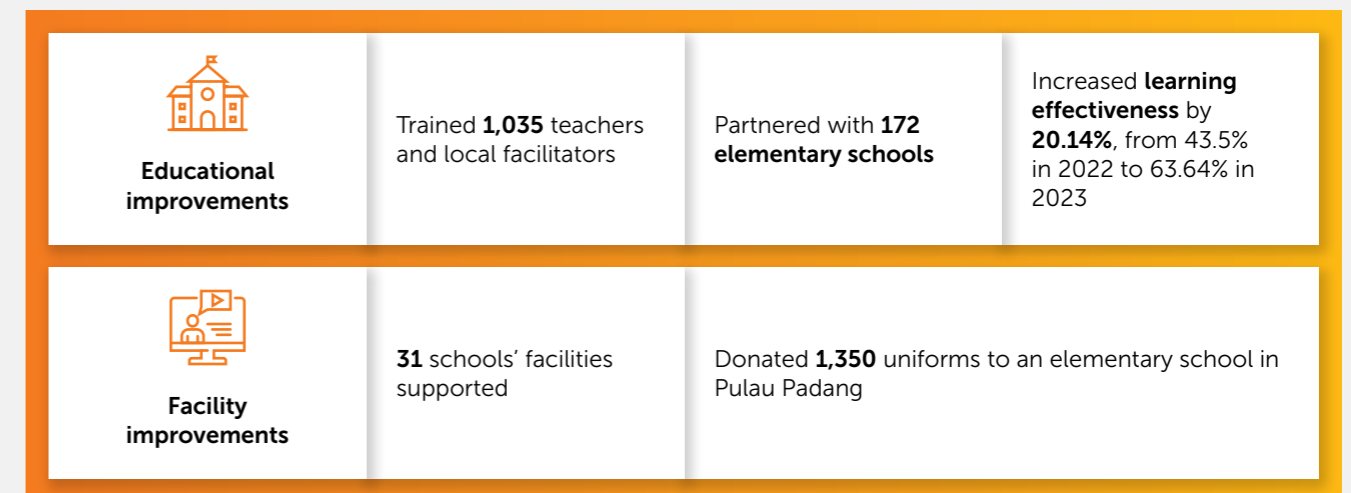 Educational
improvements
Trained 1,035 teachers
and local facilitators
Partnered with 172
elementary schools
Increased learning
effectiveness by
20.14%, from 43.5%
in 2022 to 63.64% in
2023
Facility
improvements
31 schools’ facilities
supported
Donated 1,350 uniforms to an elementary school in
Pulau Padang